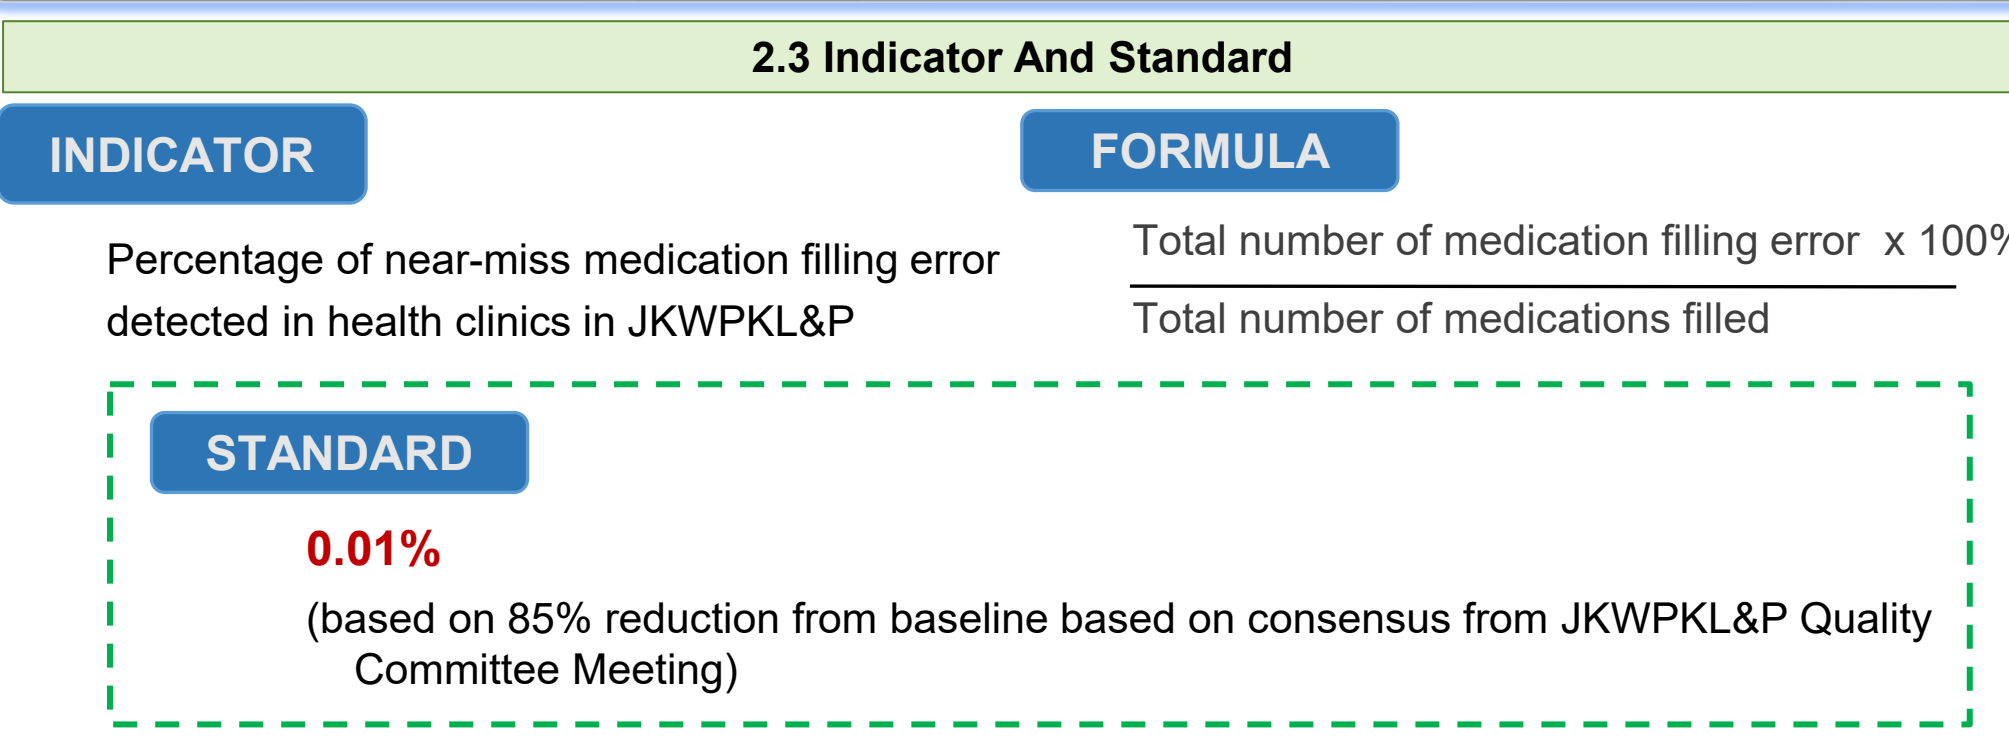 2.3 Indicator And Standard
INDICATOR
Percentage of near-miss medication filling error
detected in health clinics in JKWPKL&P
FORMULA
Total number of medication filling error x 100%
Total number of medications filled
STANDARD
0.01%
(based on 85% reduction from baseline based on consensus from JKWPKL&P Quality
Committee Meeting)